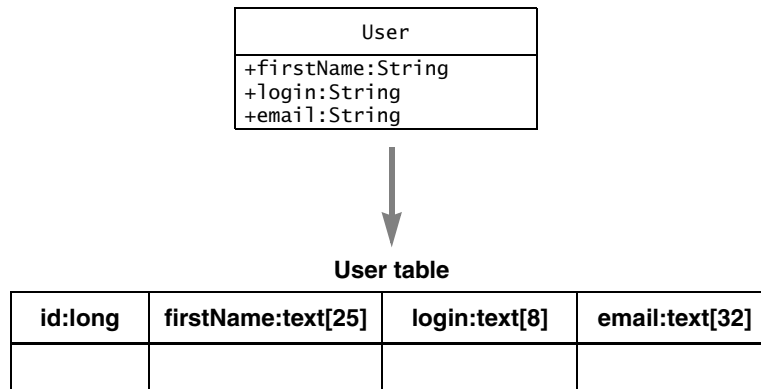 User
+firstName:String
+login:String
+email:String
User table
id:long firstName:text[25] login:text[8] email:text[32]